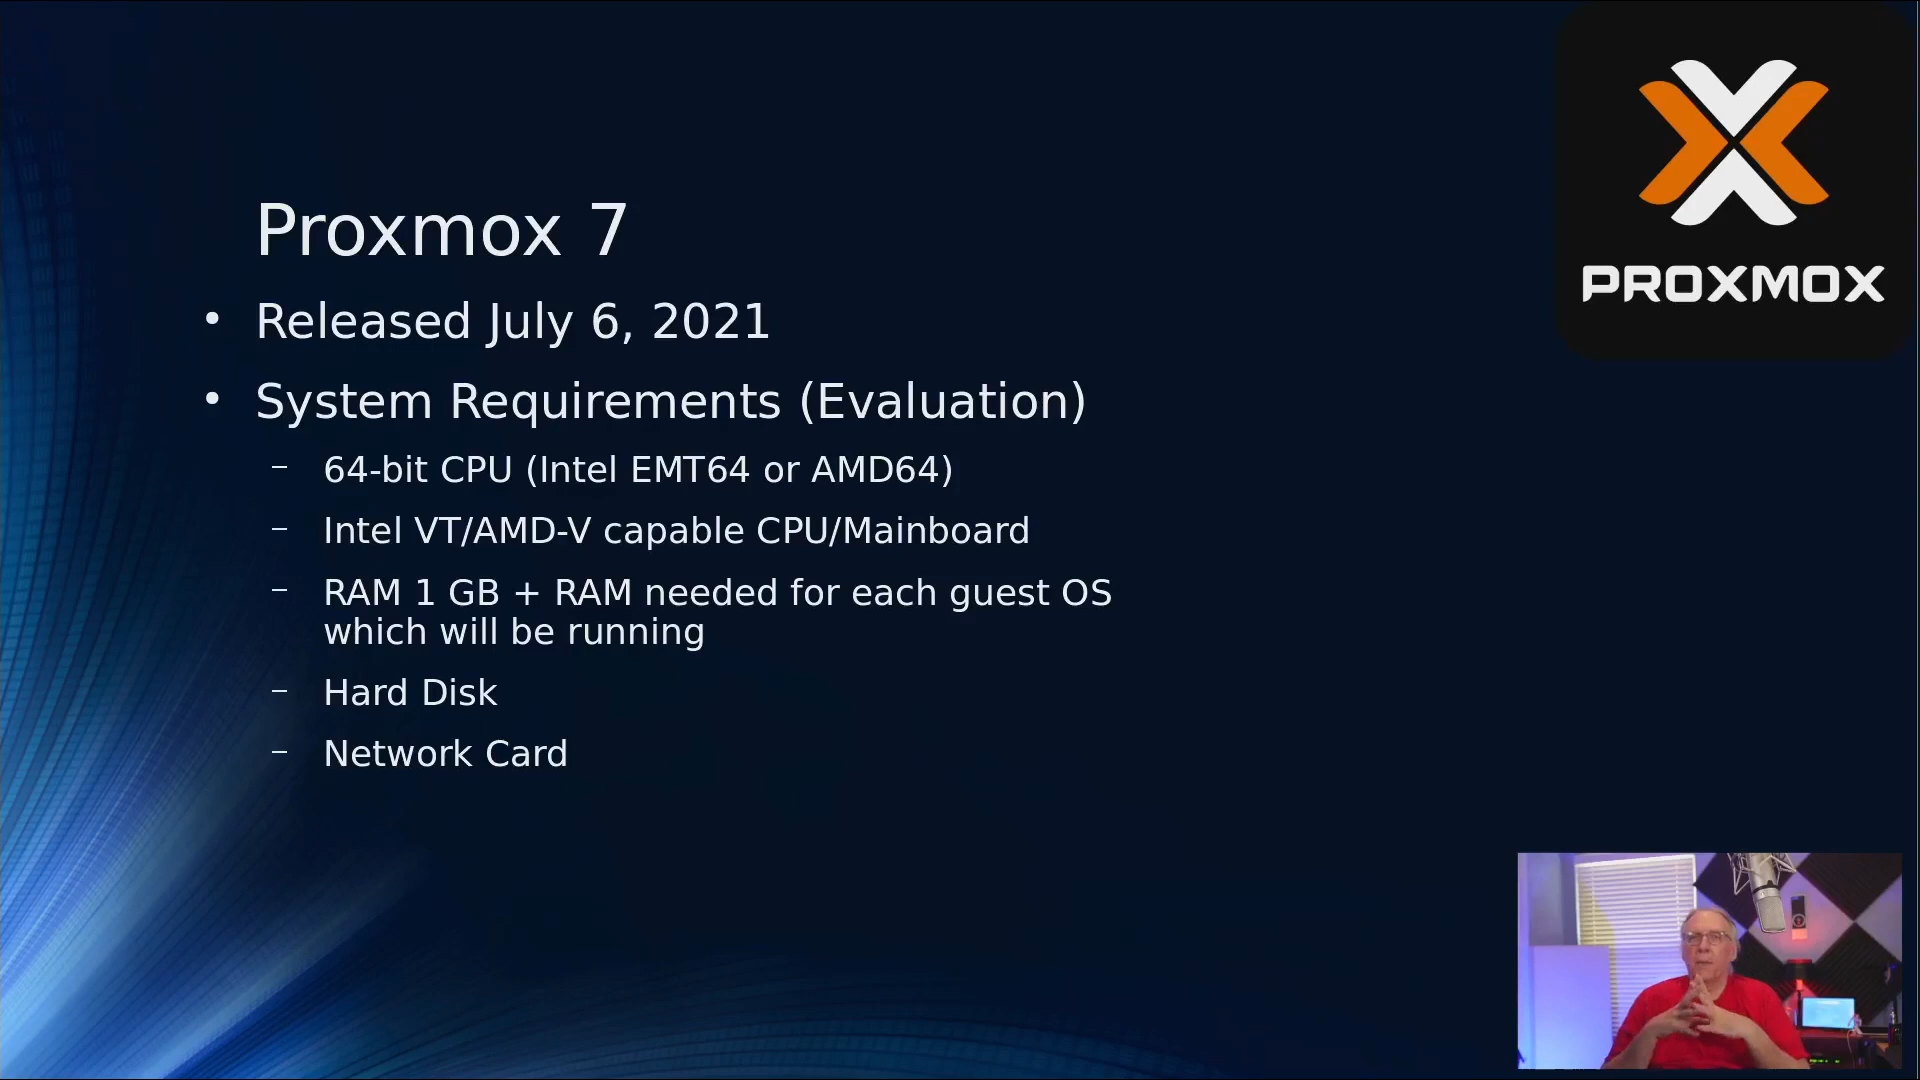 PROXMOX
Proxmox 7
• Released July 6, 2021
• System Requirements (Evaluation)
– 64-bit CPU (Intel EMT64 or AMD64)
– Intel VT/AMD-V capable CPU/Mainboard
– RAM 1 GB + RAM needed for each guest OS
which will be running
– Hard Disk
– Network Card